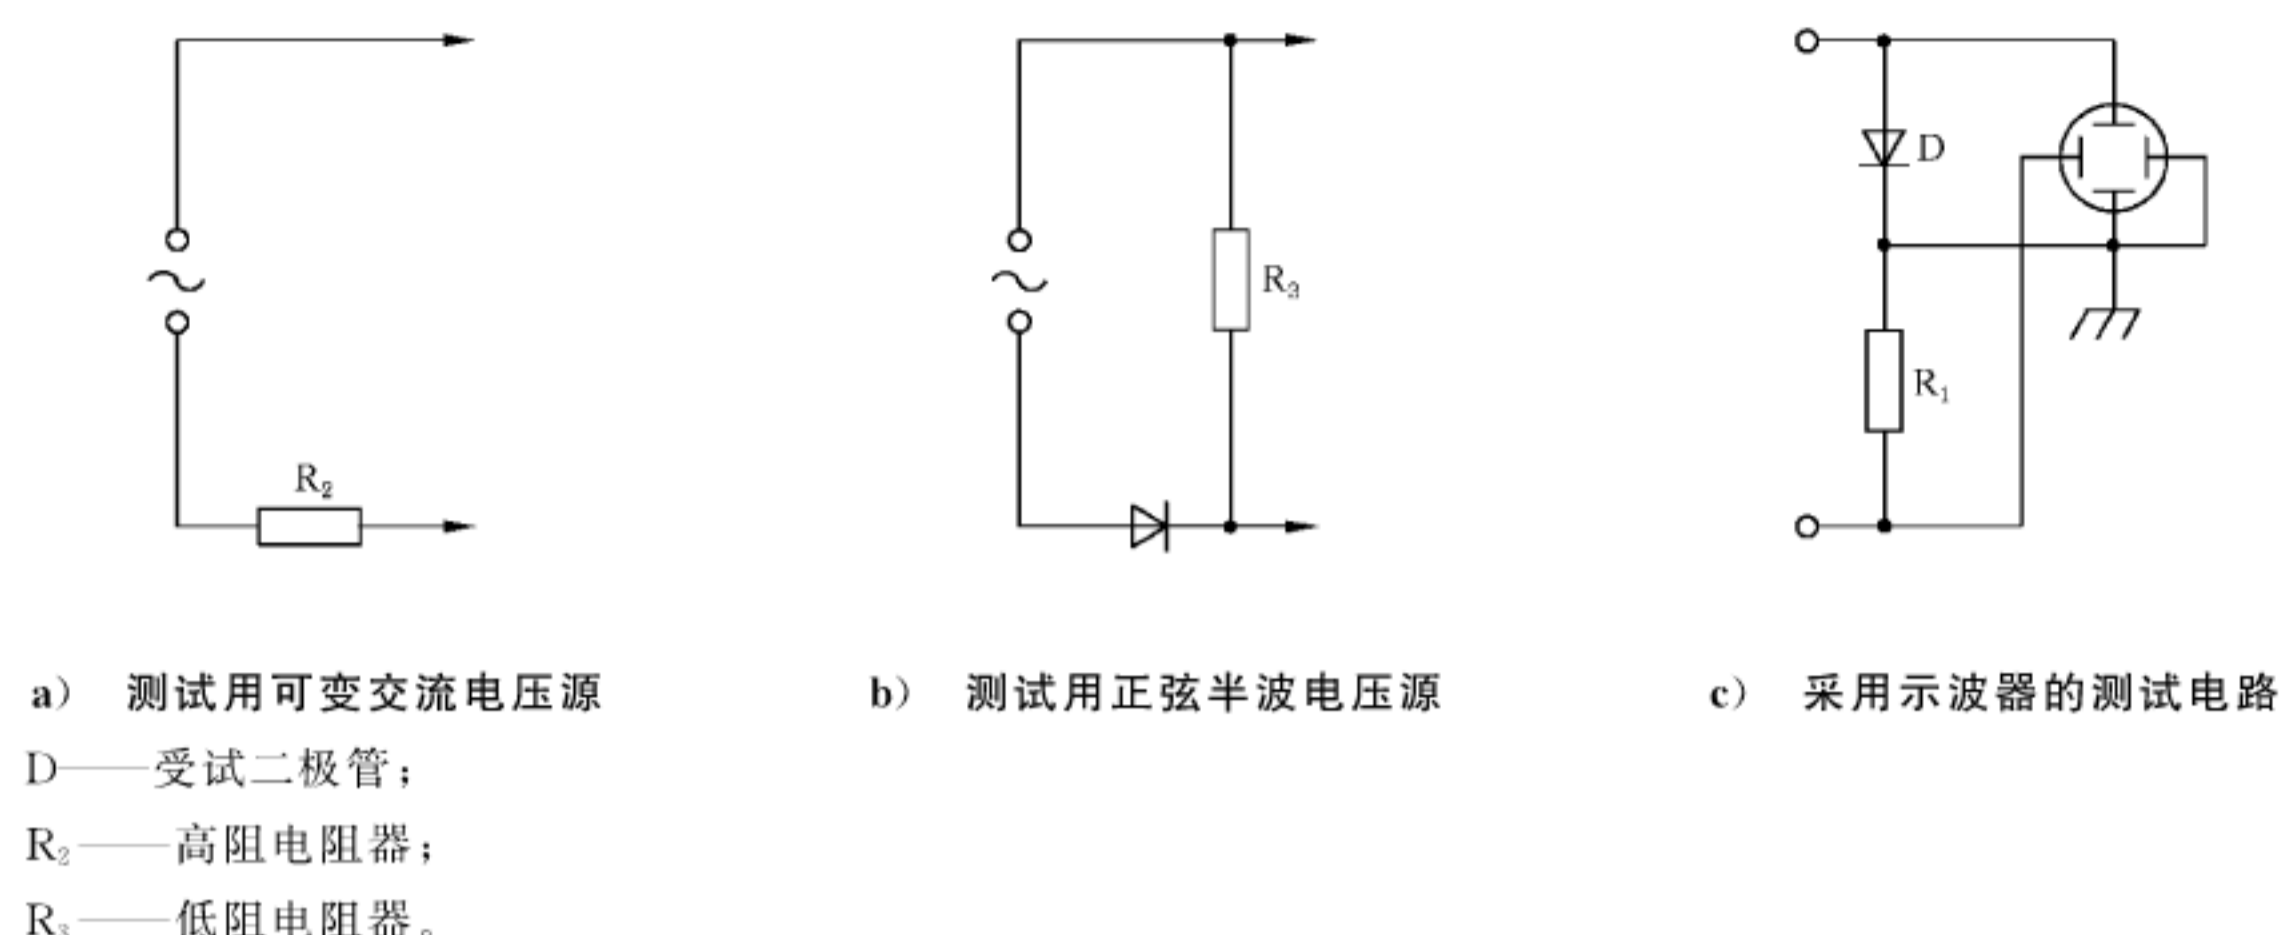 R₂
R₃
D
R₁
a） 测试用可变交流电压源
b） 测试用正弦半波电压源
c） 采用示波器的测试电路
D——受试二极管；
R₂——高阻电阻器；
R₃——低阻电阻器。